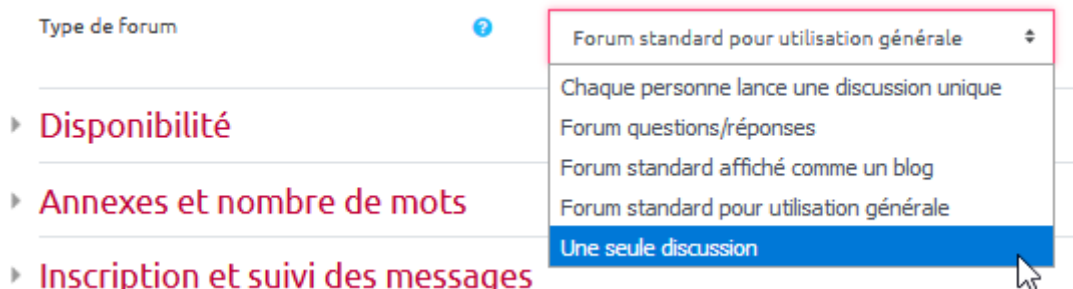 Type de forum
?
Forum standard pour utilisation générale
Chaque personne lance une discussion unique
Forum questions/réponses
Forum standard affiché comme un blog
Forum standard pour utilisation générale
Une seule discussion
Disponibilité
Annexes et nombre de mots
Inscription et suivi des messages